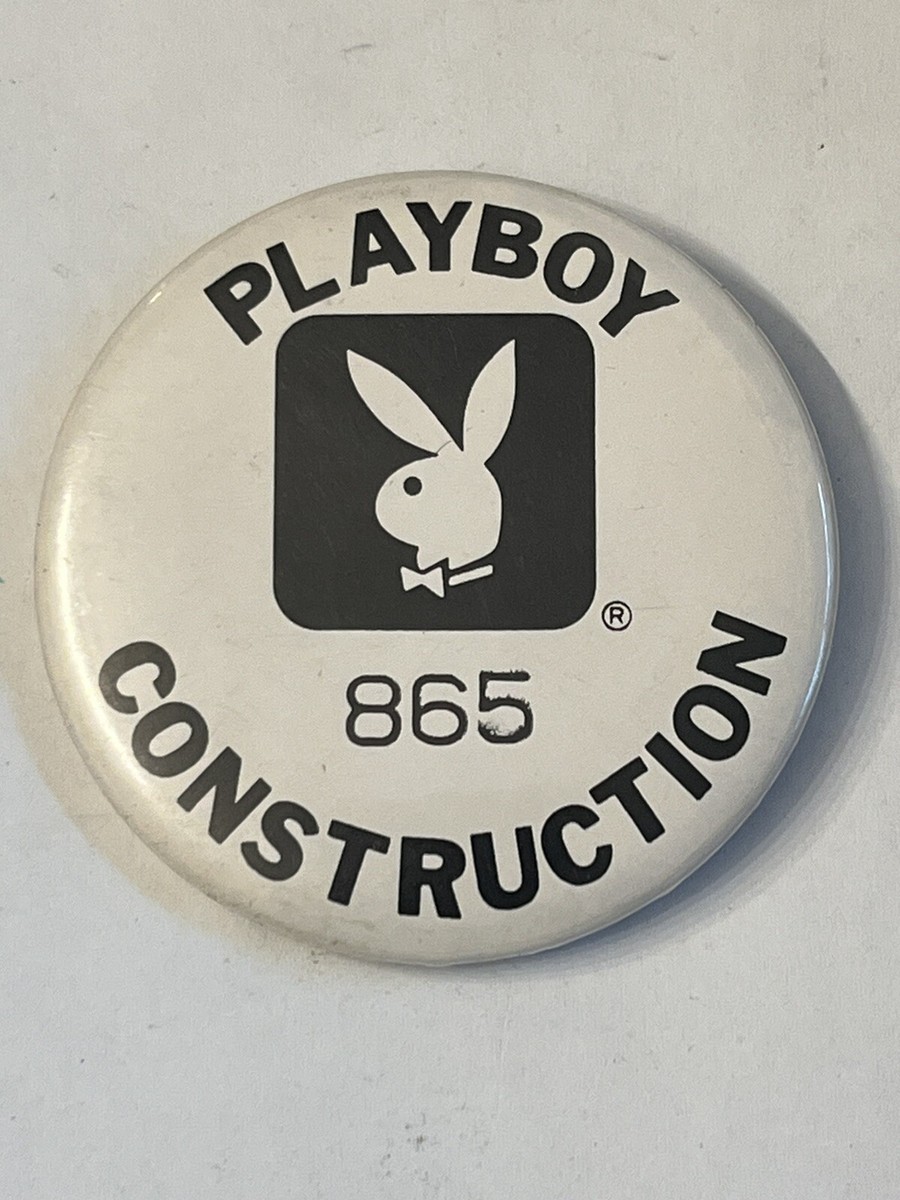 PLAYBOY
®
865
CONSTRUCTION